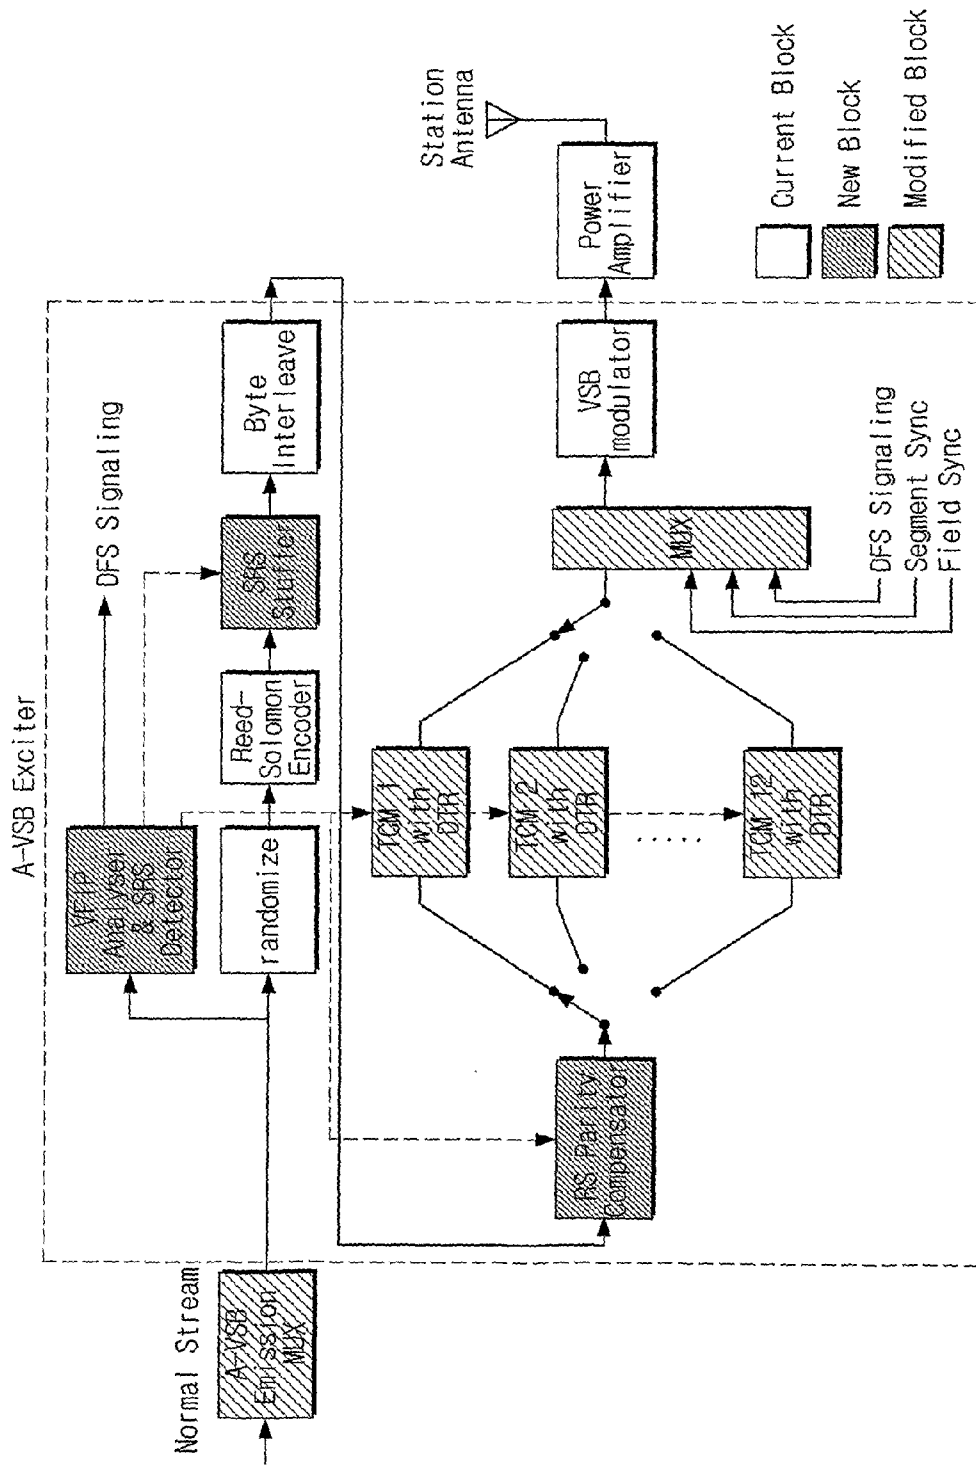 A-VSB Exciter
Normal Stream
A-VSB
Emission
MUX
VFIP
Analyser
& SRS
Detector
DFS Signaling
randomize
Reed-
Solomon
Encoder
SRS
Stuffer
Byte
Interleave
RS Parity
Compensator
TCM 1
with
DTR
TCM 2
with
DTR
.....
TCM 12
with
DTR
MUX
DFS Signaling
Segment Sync
Field Sync
VSB
modulator
Power
Amplifier
Station
Antenna
Current Block
New Block
Modified Block